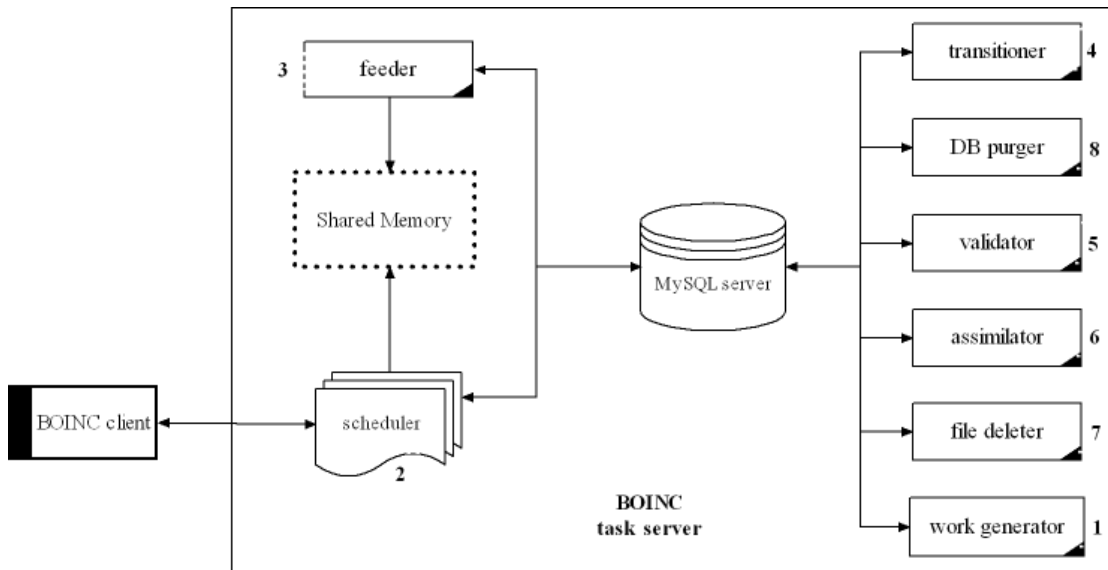 3
feeder
Shared Memory
BOINC client
scheduler
2
MySQL server
BOINC
task server
transitioner
4
DB purger
8
validator
5
assimilator
6
file deleter
7
work generator
1